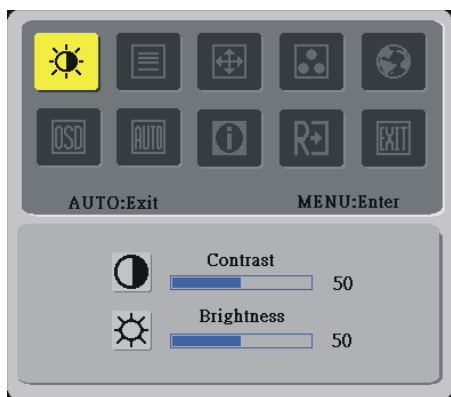 OSD AUTO i R EXIT
AUTO:Exit MENU:Enter
Contrast
50
Brightness
50